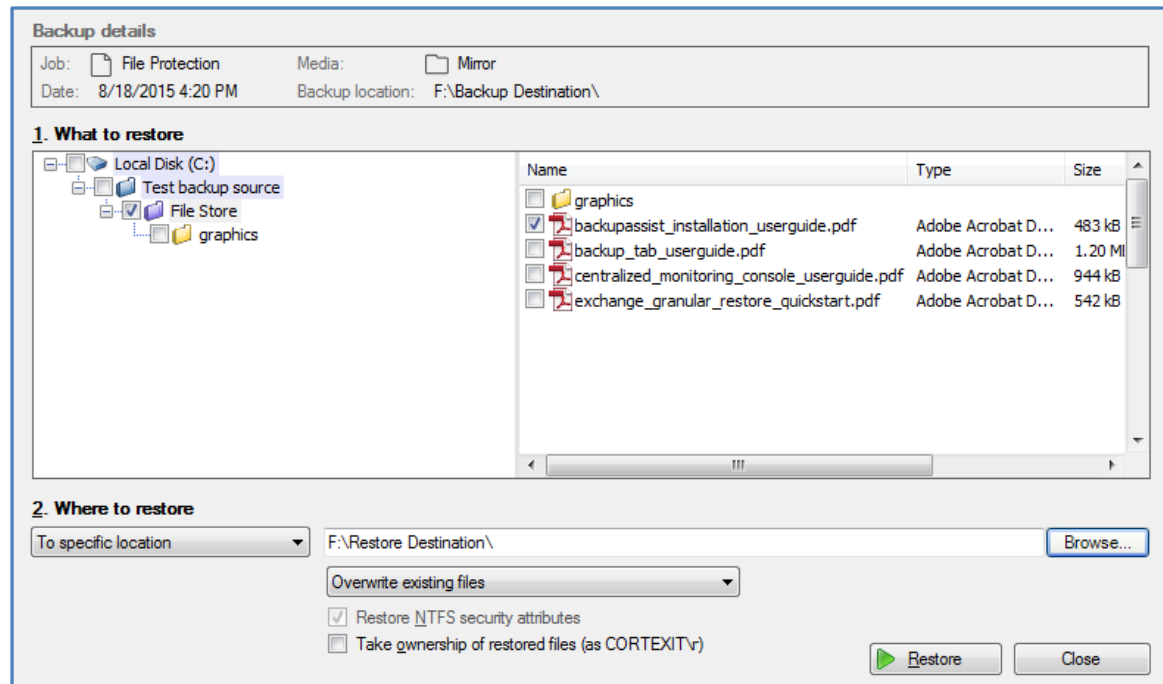 Backup details
Job: File Protection Media: Mirror
Date: 8/18/2015 4:20 PM Backup location: F:\Backup Destination\
1. What to restore
Local Disk (C:)
Test backup source
File Store
graphics
Name Type Size
graphics
backupassist_installation_userguide.pdf Adobe Acrobat D... 483 kB
backup_tab_userguide.pdf Adobe Acrobat D... 1.20 MI
centralized_monitoring_console_userguide.pdf Adobe Acrobat D... 944 kB
exchange_granular_restore_quickstart.pdf Adobe Acrobat D... 542 kB
2. Where to restore
To specific location F:\Restore Destination\ Browse...
Overwrite existing files
Restore NTFS security attributes
Take ownership of restored files (as CORTEXIT\r)
Restore Close